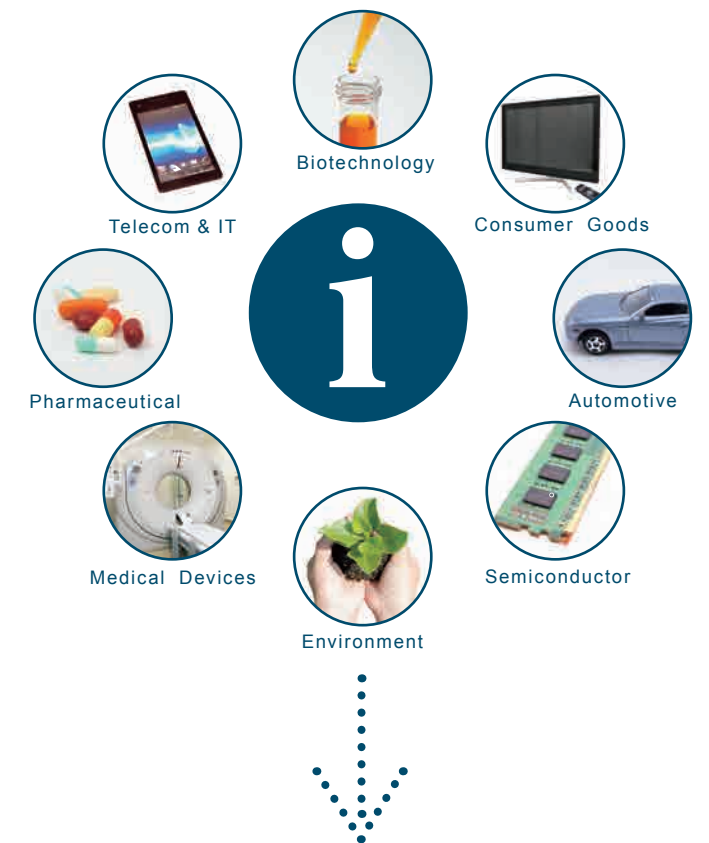 Biotechnology
Telecom & IT
Consumer Goods
i
Pharmaceutical
Automotive
Medical Devices
Semiconductor
Environment